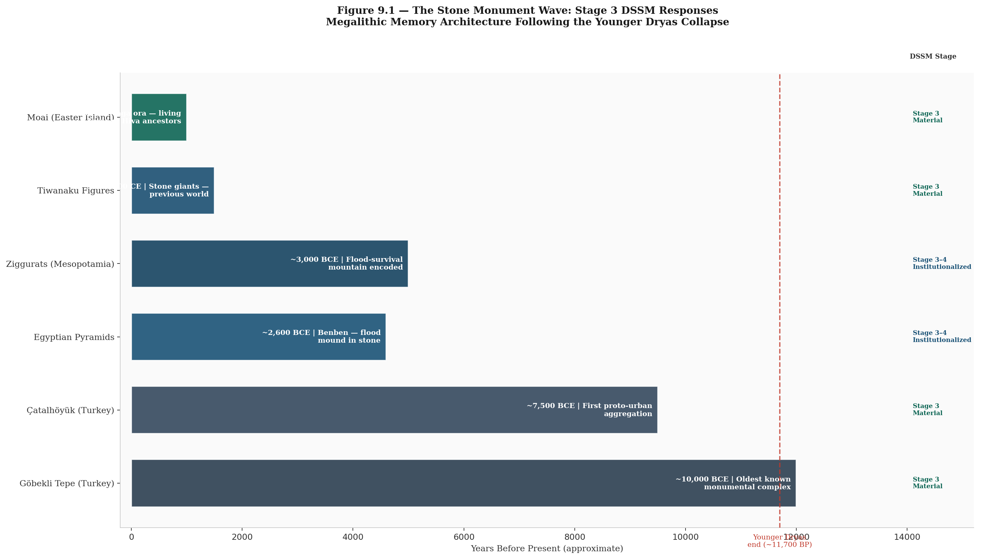 Figure 9.1 — The Stone Monument Wave: Stage 3 DSSM Responses
Megalithic Memory Architecture Following the Younger Dryas Collapse
DSSM Stage
Moai (Easter Island)
ora — living
ancestors
Stage 3
Material
Tiwanaku Figures
CE | Stone giants —
previous world
Stage 3
Material
Ziggurats (Mesopotamia)
~3,000 BCE | Flood-survival
mountain encoded
Stage 3–4
Institutionalized
Egyptian Pyramids
~2,600 BCE | Benben — flood
mound in stone
Stage 3–4
Institutionalized
Çatalhöyük (Turkey)
~7,500 BCE | First proto-urban
aggregation
Stage 3
Material
Göbekli Tepe (Turkey)
~10,000 BCE | Oldest known
monumental complex
Stage 3
Material
0 2000 4000 6000 8000 10000 12000 14000
Younger Dryas
end (~11,700 BP)
Years Before Present (approximate)